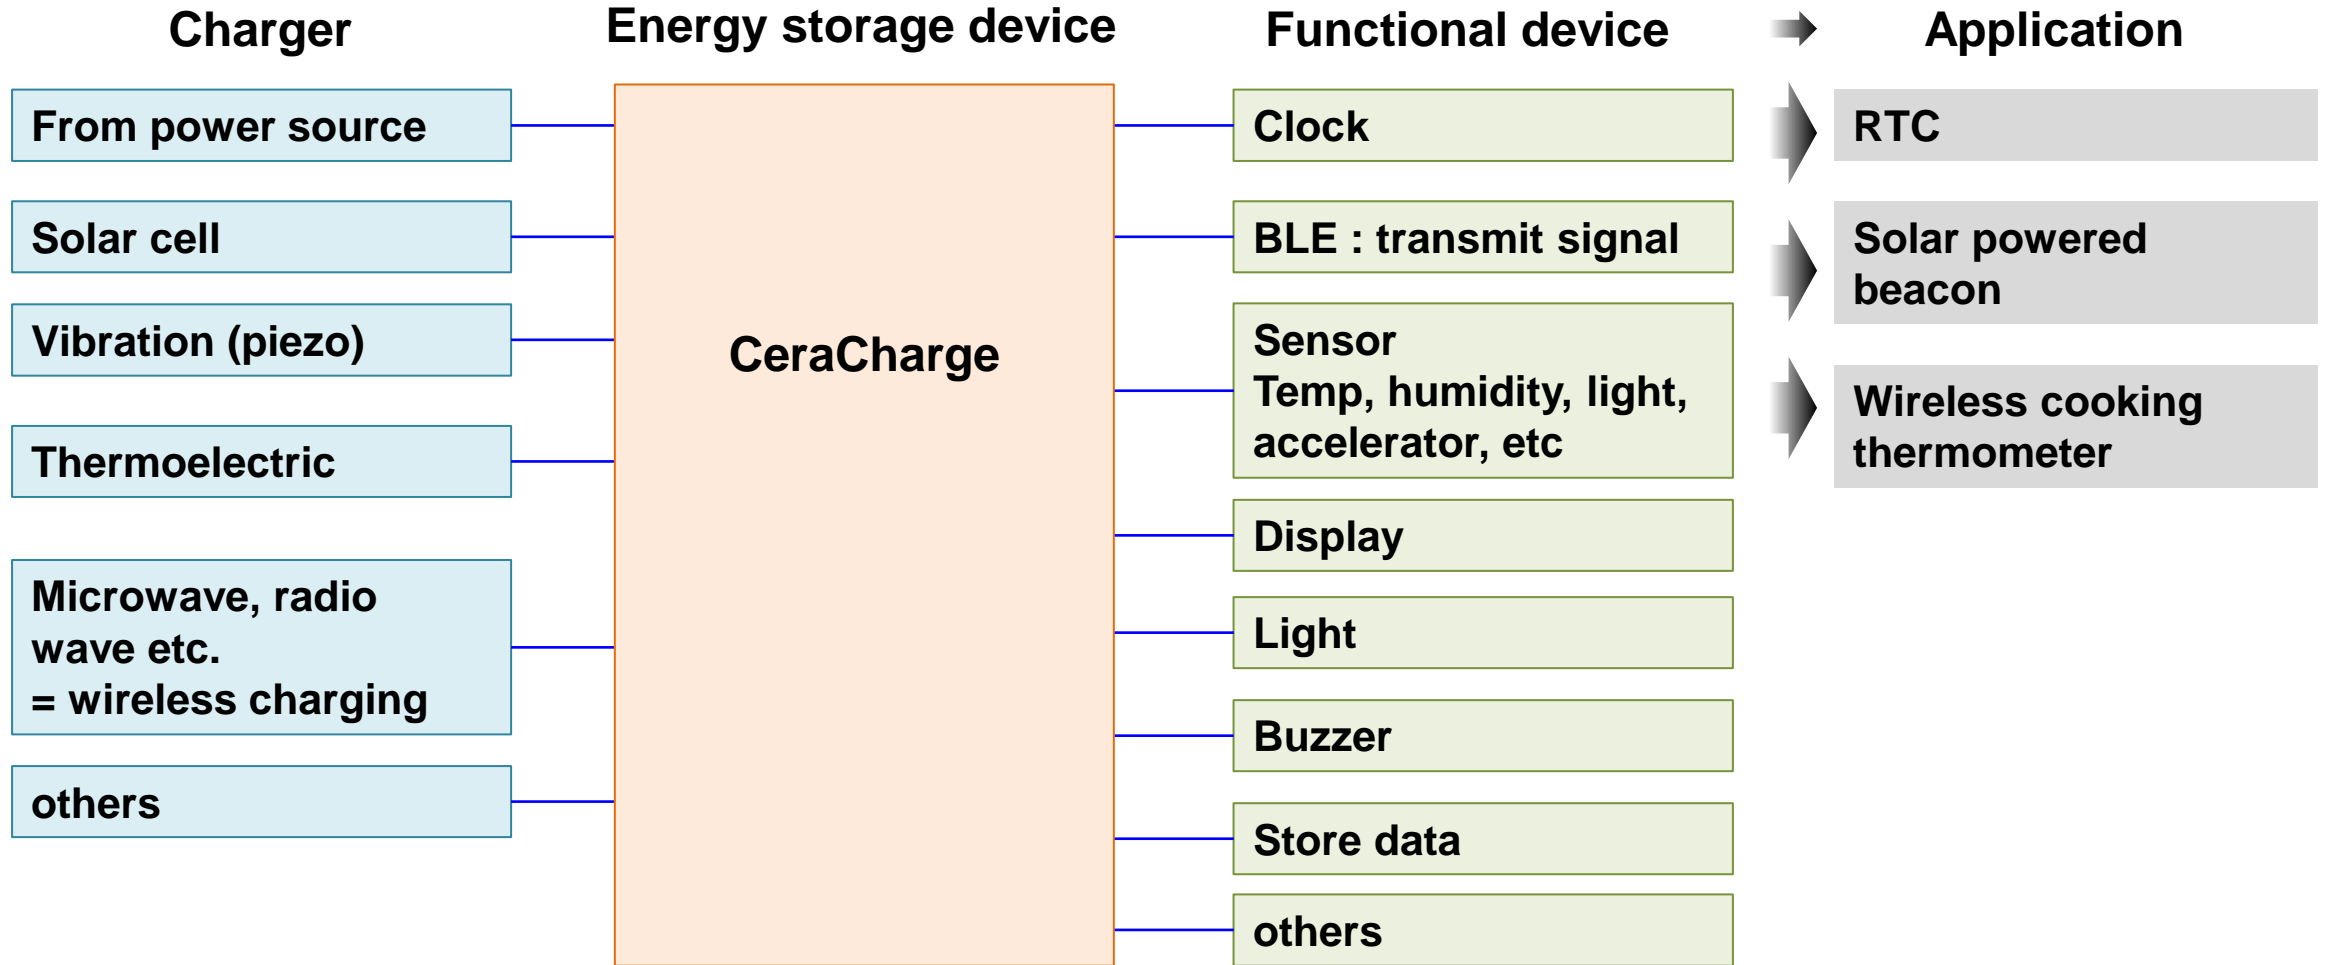 Charger
Energy storage device
Functional device
Application
From power source
Solar cell
Vibration (piezo)
Thermoelectric
Microwave, radio
wave etc.
= wireless charging
others
CeraCharge
Clock
BLE : transmit signal
Sensor
Temp, humidity, light,
accelerator, etc
Display
Light
Buzzer
Store data
others
RTC
Solar powered
beacon
Wireless cooking
thermometer